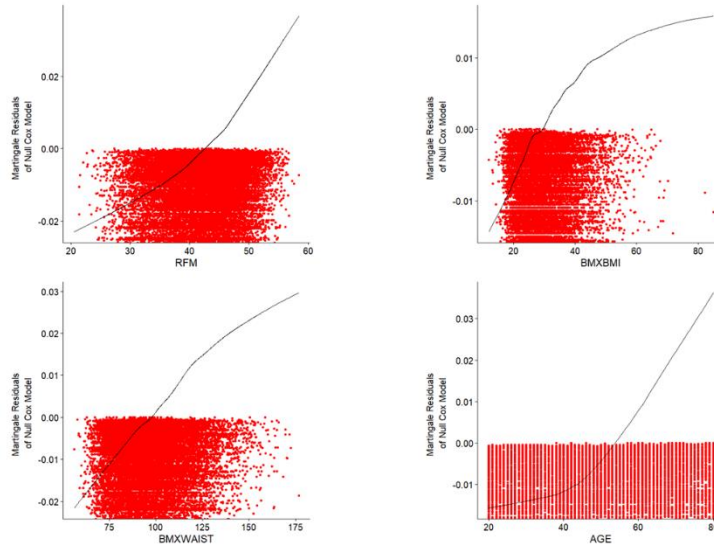 Martingale Residuals
of Null Cox Model
0.02
0.00
-0.02
20 30 40 50 60
RFM
Martingale Residuals
of Null Cox Model
0.01
0.00
-0.01
20 40 60 80
BMXBMI
Martingale Residuals
of Null Cox Model
0.03
0.02
0.01
0.00
-0.01
-0.02
75 100 125 150 175
BMXWAIST
Martingale Residuals
of Null Cox Model
0.03
0.02
0.01
0.00
-0.01
20 40 60
AGE